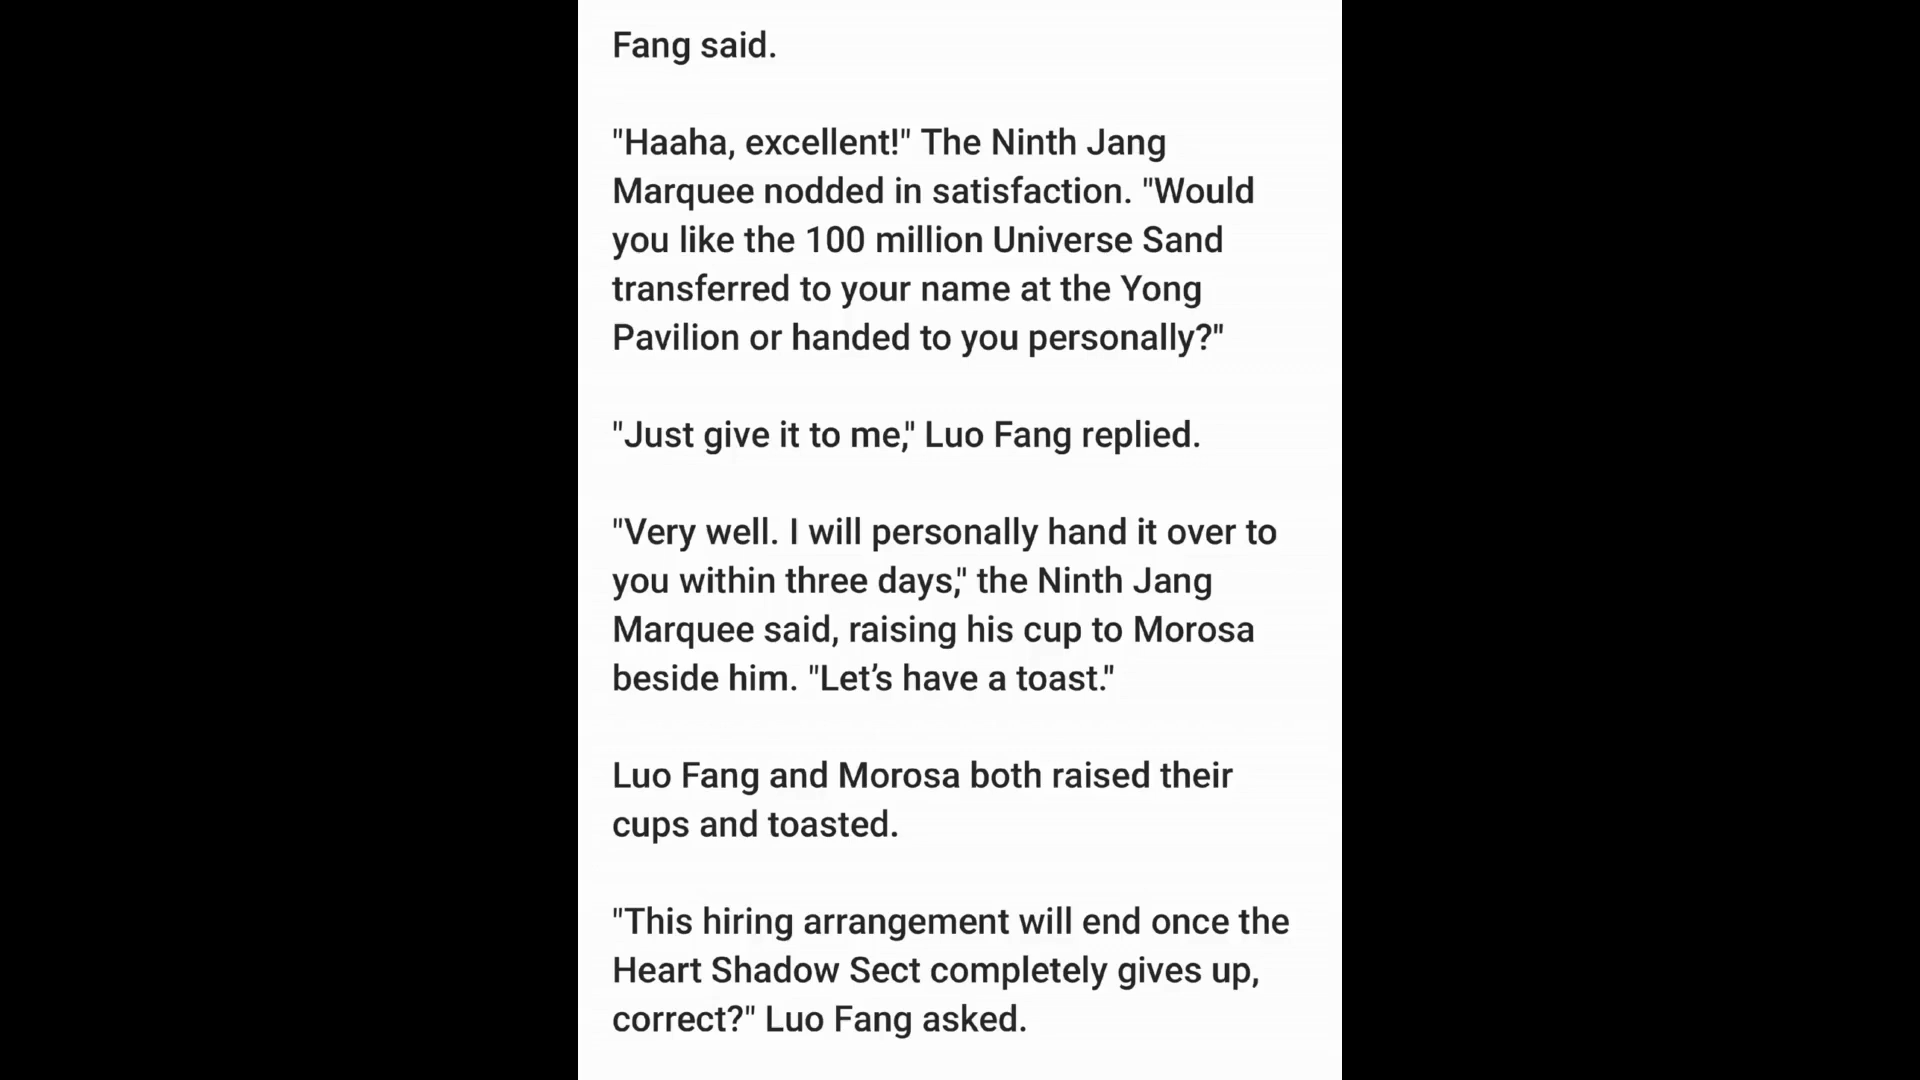 Fang said.
"Haaha, excellent!" The Ninth Jang
Marquee nodded in satisfaction. "Would
you like the 100 million Universe Sand
transferred to your name at the Yong
Pavilion or handed to you personally?"
"Just give it to me," Luo Fang replied.
"Very well. I will personally hand it over to
you within three days," the Ninth Jang
Marquee said, raising his cup to Morosa
beside him. "Let’s have a toast."
Luo Fang and Morosa both raised their
cups and toasted.
"This hiring arrangement will end once the
Heart Shadow Sect completely gives up,
correct?" Luo Fang asked.